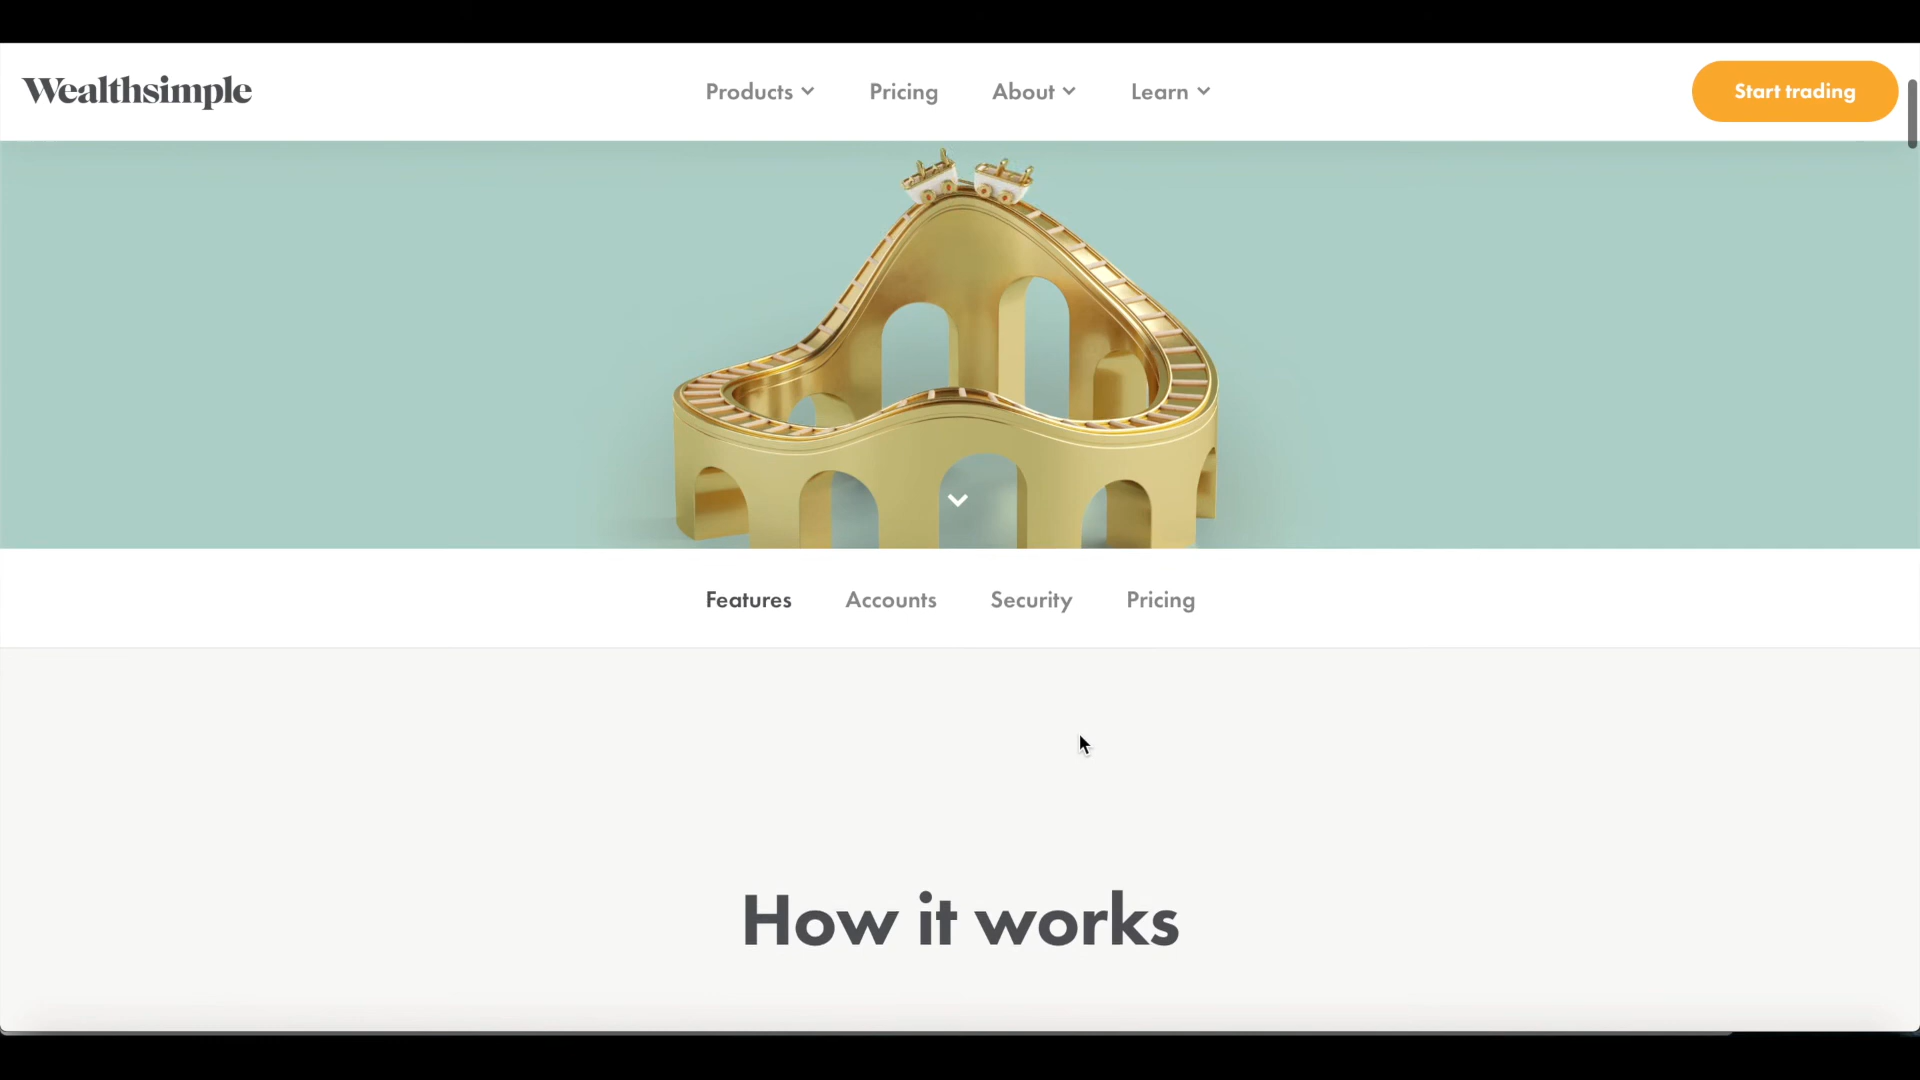 Wealthsimple
Products
Pricing
About
Learn
Start trading
Features
Accounts
Security
Pricing
How it works